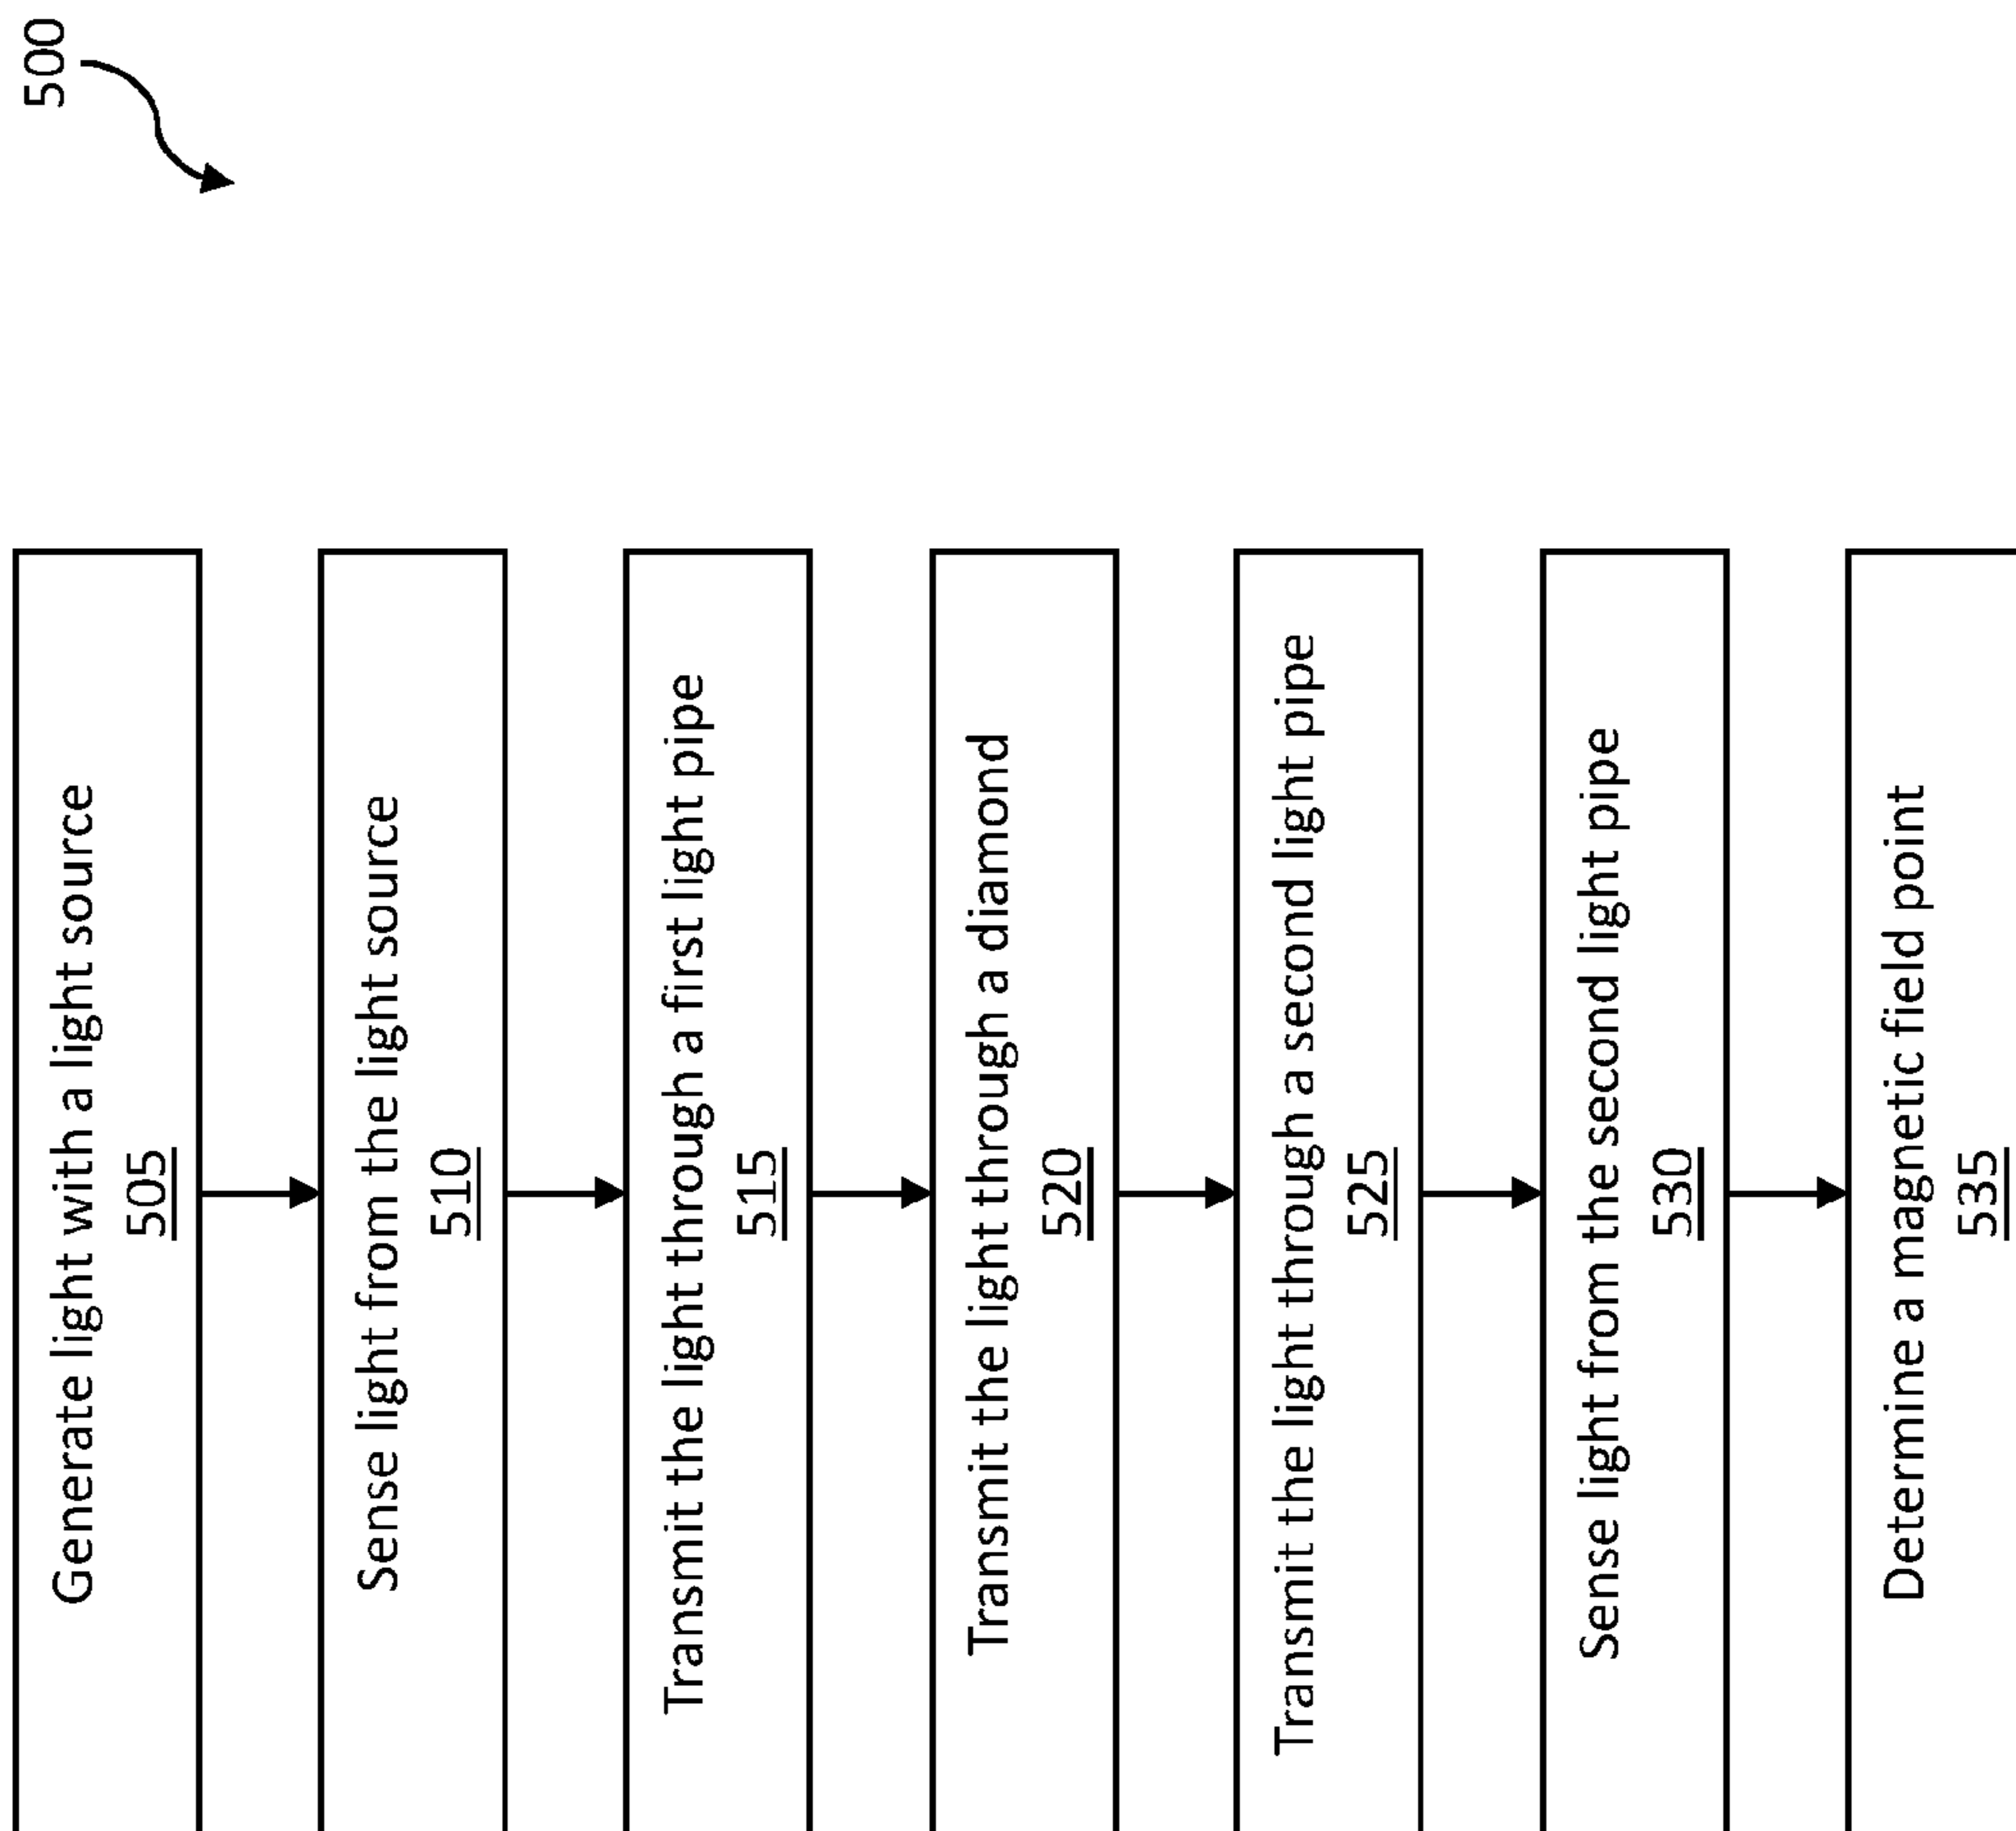 500
Generate light with a light source
505
Sense light from the light source
510
Transmit the light through a first light pipe
515
Transmit the light through a diamond
520
Transmit the light through a second light pipe
525
Sense light from the second light pipe
530
Determine a magnetic field point
535